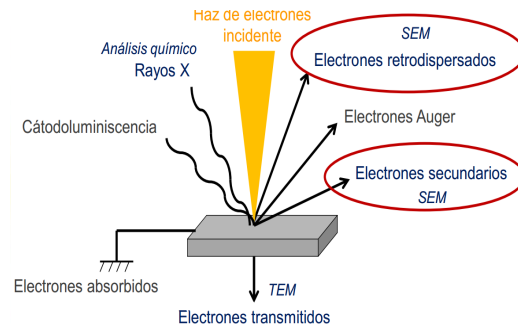 Haz de electrones
incidente
Análisis químico
Rayos X
SEM
Electrones retrodispersados
Cátodoluminiscencia
Electrones Auger
Electrones secundarios
SEM
Electrones absorbidos
TEM
Electrones transmitidos